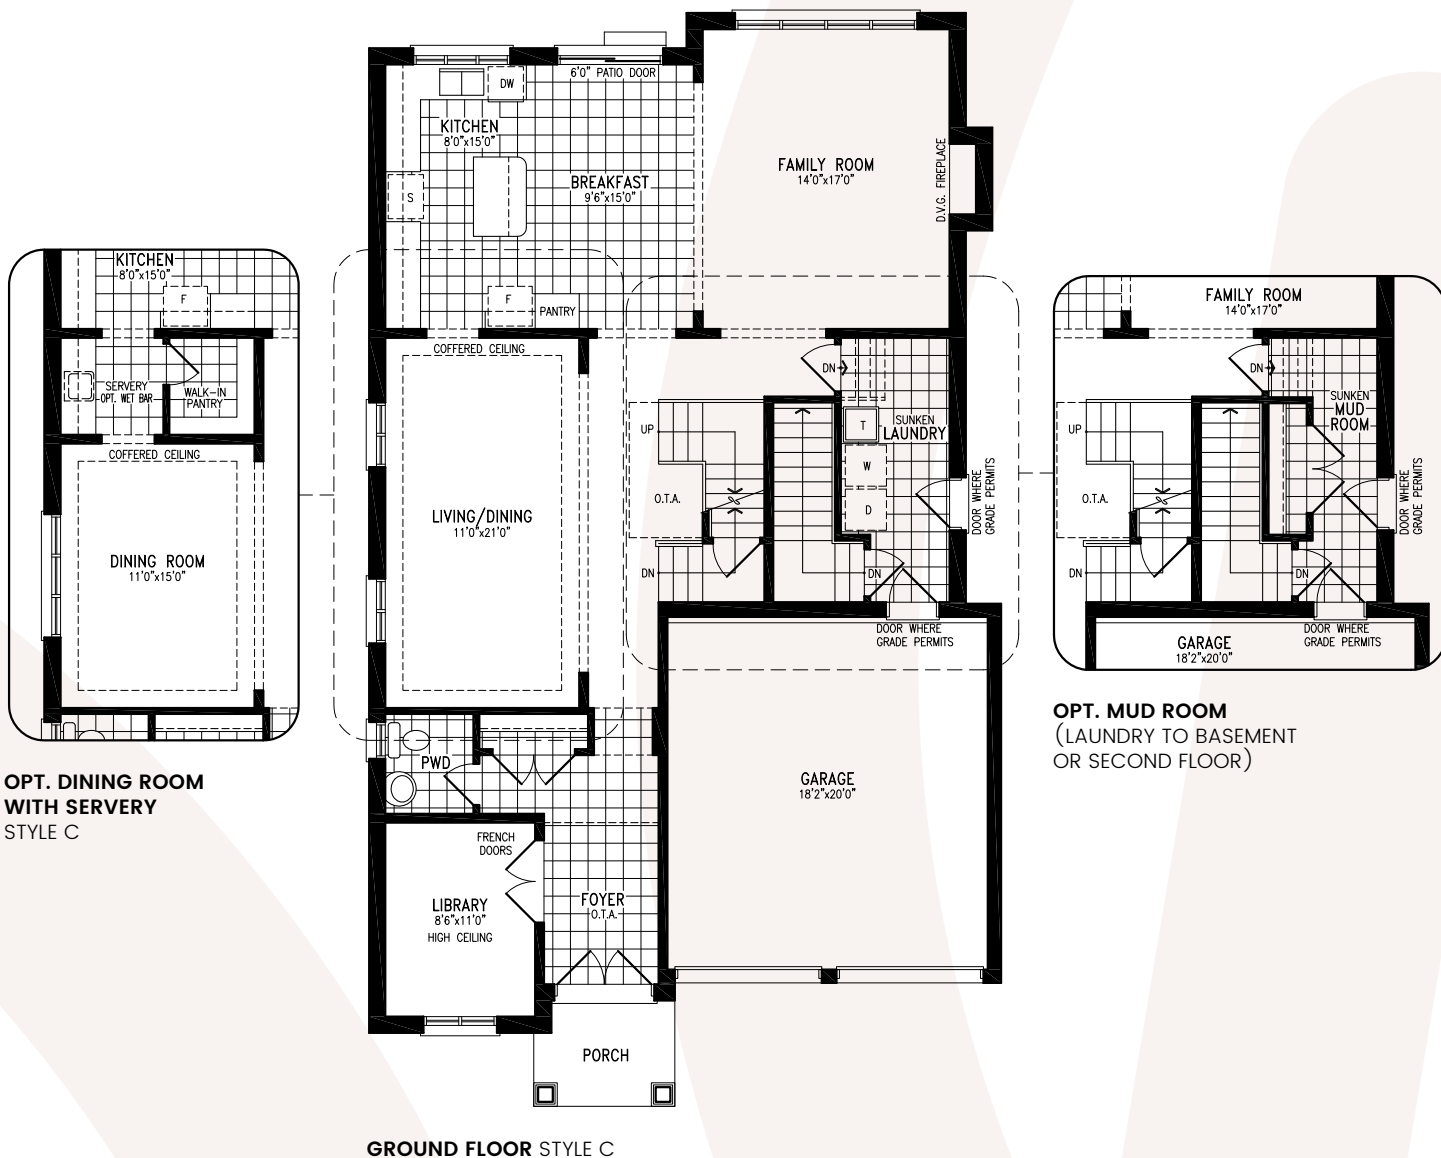 6'0" PATIO DOOR
DW
KITCHEN
8'0"x15'0"
BREAKFAST
9'6"x15'0"
S
F
PANTRY
FAMILY ROOM
14'0"x17'0"
D.V.G. FIREPLACE
COFFERED CEILING
LIVING/DINING
11'0"x21'0"
UP
O.T.A.
DN
DN
SUNKEN
LAUNDRY
T
W
D
DN
DOOR WHERE
GRADE PERMITS
DOOR WHERE
GRADE PERMITS
GARAGE
18'2"x20'0"
PWD
FRENCH
DOORS
LIBRARY
8'6"x11'0"
HIGH CEILING
FOYER
O.T.A.
PORCH
GROUND FLOOR STYLE C
KITCHEN
8'0"x15'0"
F
SERVERY
OPT. WET BAR
WALK-IN
PANTRY
COFFERED CEILING
DINING ROOM
11'0"x15'0"
OPT. DINING ROOM
WITH SERVERY
STYLE C
FAMILY ROOM
14'0"x17'0"
DN
SUNKEN
MUD
ROOM
UP
O.T.A.
DN
DN
DOOR WHERE
GRADE PERMITS
DOOR WHERE
GRADE PERMITS
GARAGE
18'2"x20'0"
OPT. MUD ROOM
(LAUNDRY TO BASEMENT
OR SECOND FLOOR)